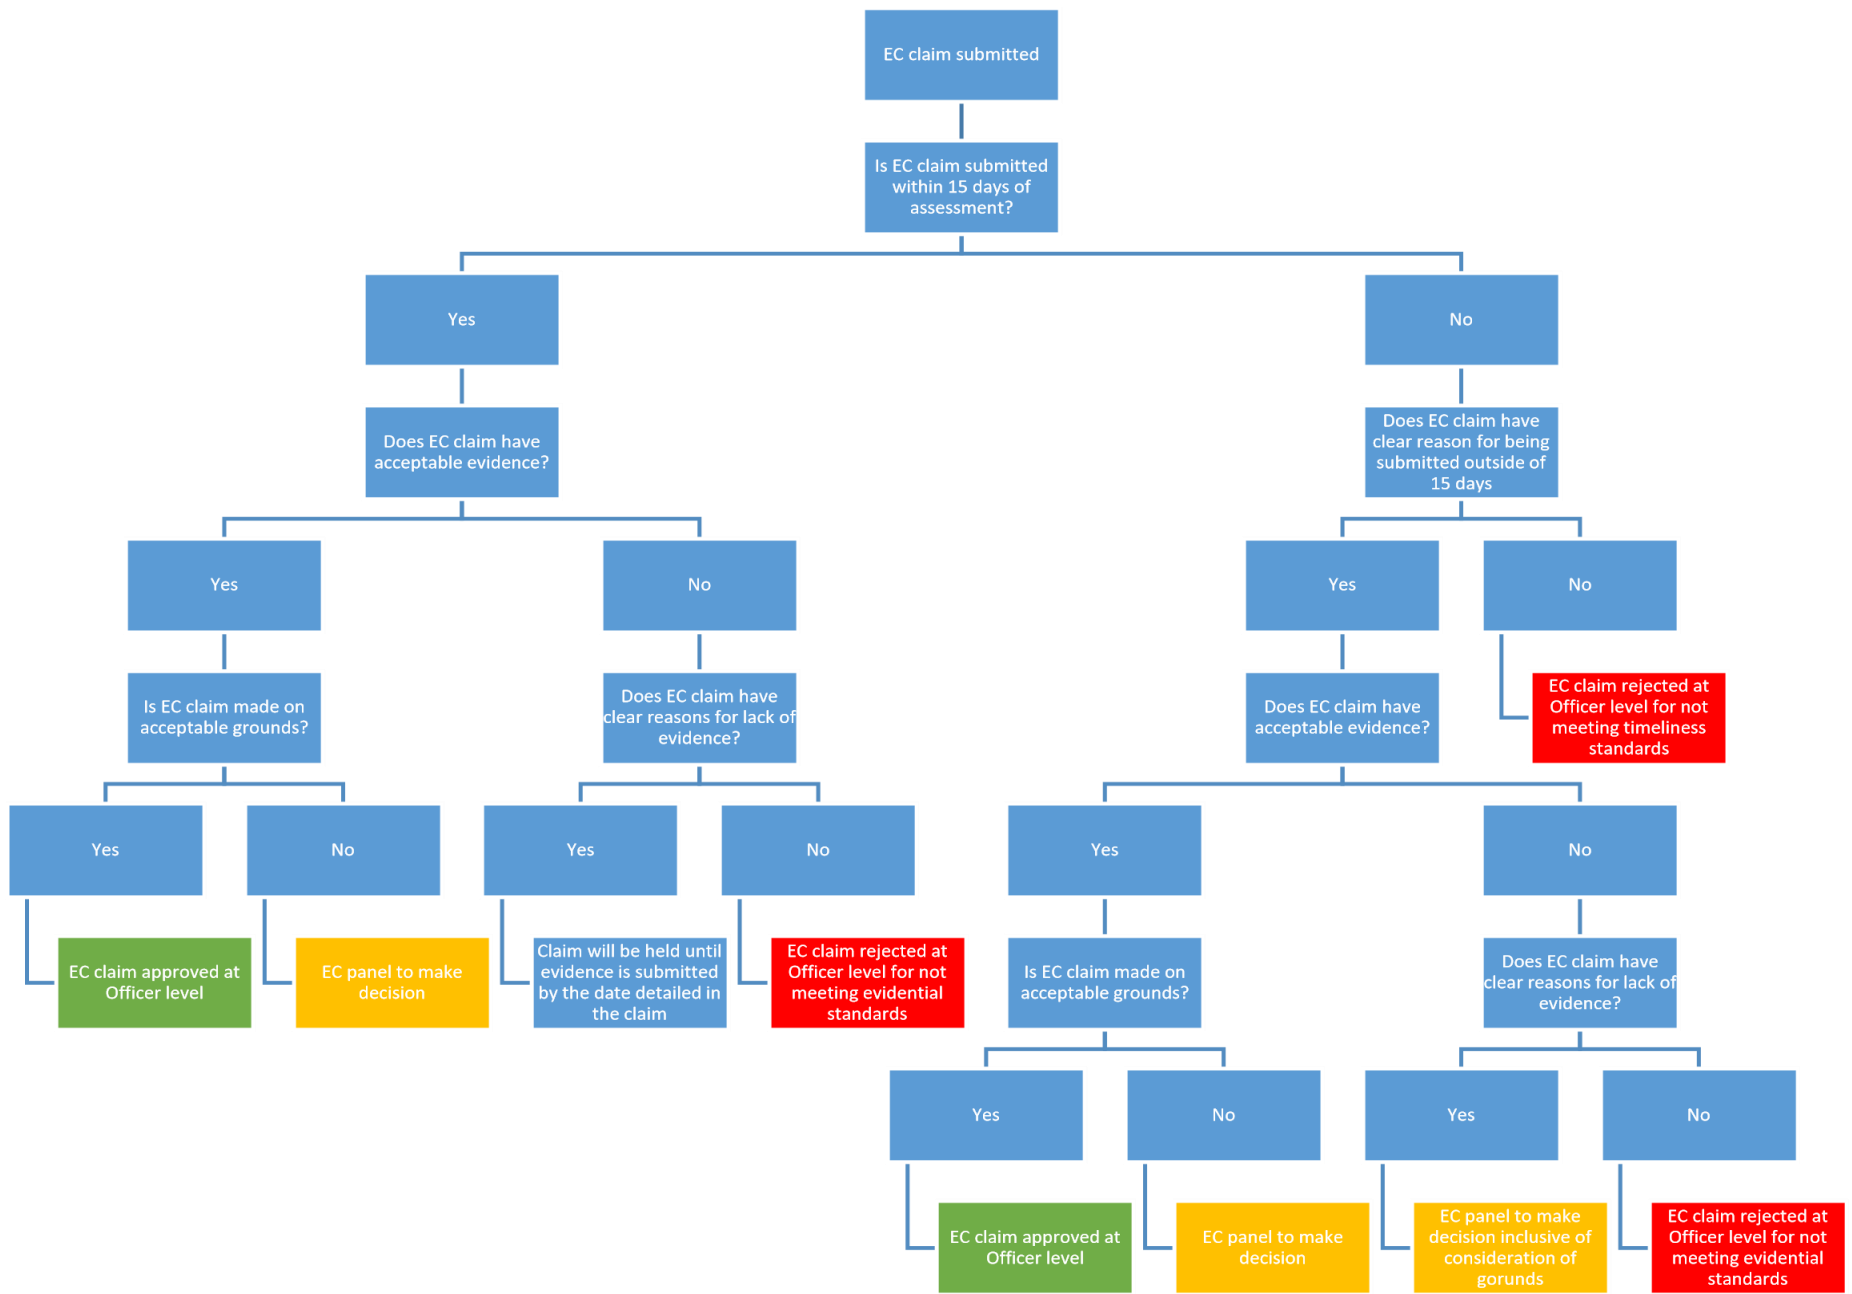 EC claim submitted
Is EC claim submitted
within 15 days of
assessment?
Yes
No
Does EC claim have
acceptable evidence?
Does EC claim have
clear reason for being
submitted outside of
15 days
Yes
No
Yes
No
Is EC claim made on
acceptable grounds?
Does EC claim have
clear reasons for lack of
evidence?
Does EC claim have
acceptable evidence?
EC claim rejected at
Officer level for not
meeting timeliness
standards
Yes
No
Yes
No
Yes
No
EC claim approved at
Officer level
EC panel to make
decision
Claim will be held until
evidence is submitted
by the date detailed in
the claim
EC claim rejected at
Officer level for not
meeting evidential
standards
Is EC claim made on
acceptable grounds?
Does EC claim have
clear reasons for lack of
evidence?
Yes
No
Yes
No
EC claim approved at
Officer level
EC panel to make
decision
EC panel to make
decision inclusive of
consideration of
gorunds
EC claim rejected at
Officer level for not
meeting evidential
standards